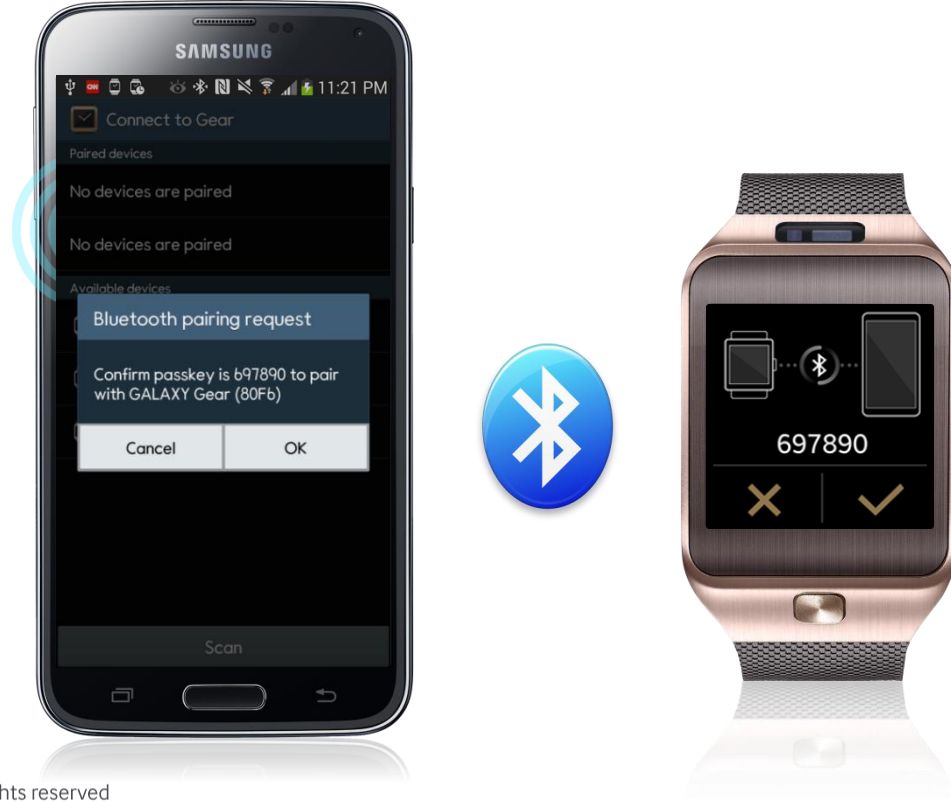 SAMSUNG
11:21 PM
Connect to Gear
Paired devices
No devices are paired
No devices are paired
Available devices
Bluetooth pairing request
Confirm passkey is 697890 to pair
with GALAXY Gear (80F6)
Cancel
OK
Scan
697890
hts reserved